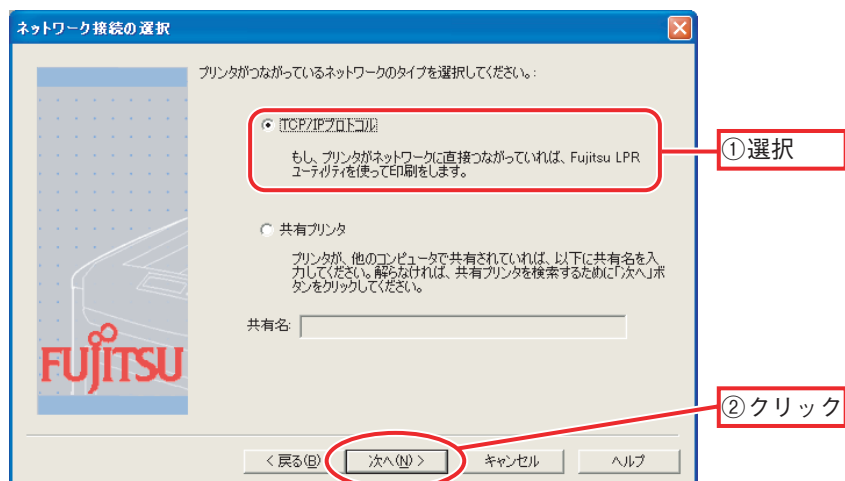 ネットワーク接続の選択
プリンタがつながっているネットワークのタイプを選択してください。:
TCP/IPプロトコル
もし、プリンタがネットワークに直接つながっていれば、Fujitsu LPR
ユーティリティを使って印刷をします。
①選択
共有プリンタ
プリンタが、他のコンピュータで共有されていれば、以下に共有名を入
力してください。解らなければ、共有プリンタを検索するために「次へ」ボ
タンをクリックしてください。
共有名:
FUJITSU
②クリック
< 戻る(B)
次へ(N) >
キャンセル
ヘルプ